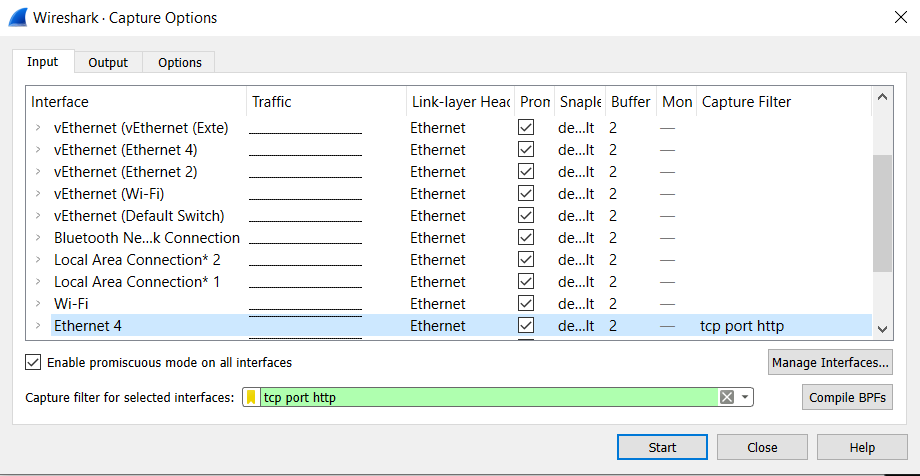 Wireshark · Capture Options
Input Output Options
Interface Traffic Link-layer Heac Prom Snaple Buffer Mon Capture Filter
vEthernet (vEthernet (Exte) Ethernet de...lt 2 —
vEthernet (Ethernet 4) Ethernet de...lt 2 —
vEthernet (Ethernet 2) Ethernet de...lt 2 —
vEthernet (Wi-Fi) Ethernet de...lt 2 —
vEthernet (Default Switch) Ethernet de...lt 2 —
Bluetooth Ne...k Connection Ethernet de...lt 2 —
Local Area Connection* 2 Ethernet de...lt 2 —
Local Area Connection* 1 Ethernet de...lt 2 —
Wi-Fi Ethernet de...lt 2 —
Ethernet 4 Ethernet de...lt 2 — tcp port http
Enable promiscuous mode on all interfaces Manage Interfaces...
Capture filter for selected interfaces: tcp port http Compile BPFs
Start Close Help